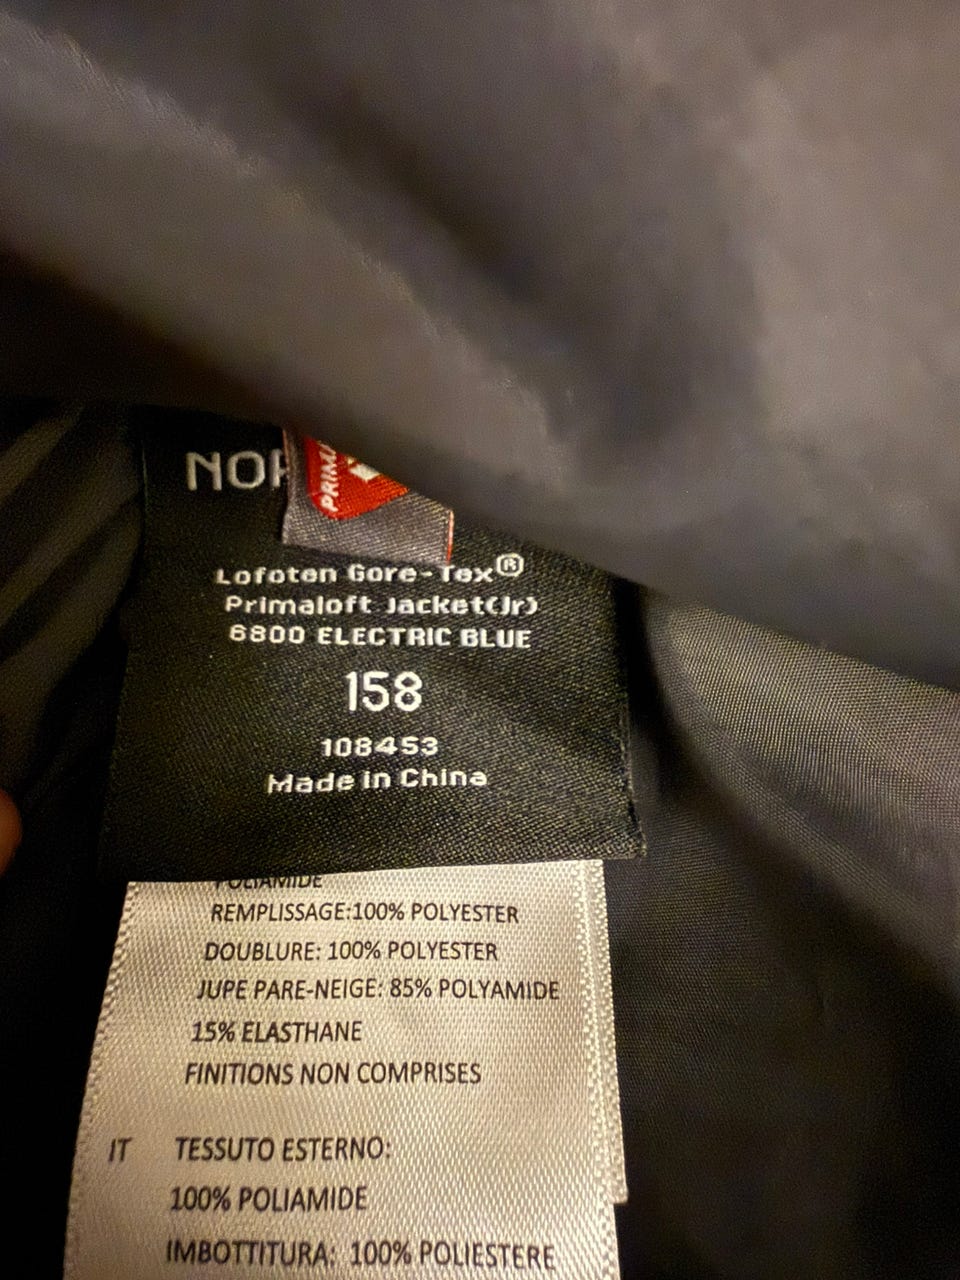 Lofoten Gore-Tex®
Primaloft Jacket(Jr)
6800 ELECTRIC BLUE
158
108453
Made in China
POLIAMIDE
REMPLISSAGE:100% POLYESTER
DOUBLURE: 100% POLYESTER
JUPE PARE-NEIGE: 85% POLYAMIDE
15% ELASTHANE
FINITIONS NON COMPRISES
IT TESSUTO ESTERNO:
100% POLIAMIDE
IMBOTTITURA: 100% POLIESTERE